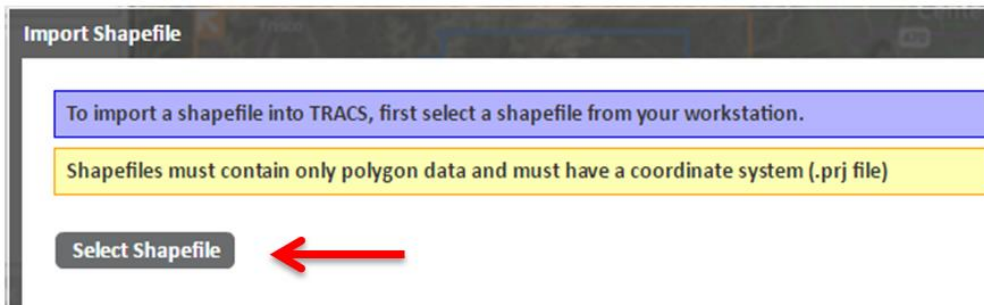 Import Shapefile
To import a shapefile into TRACS, first select a shapefile from your workstation.
Shapefiles must contain only polygon data and must have a coordinate system (.prj file)
Select Shapefile